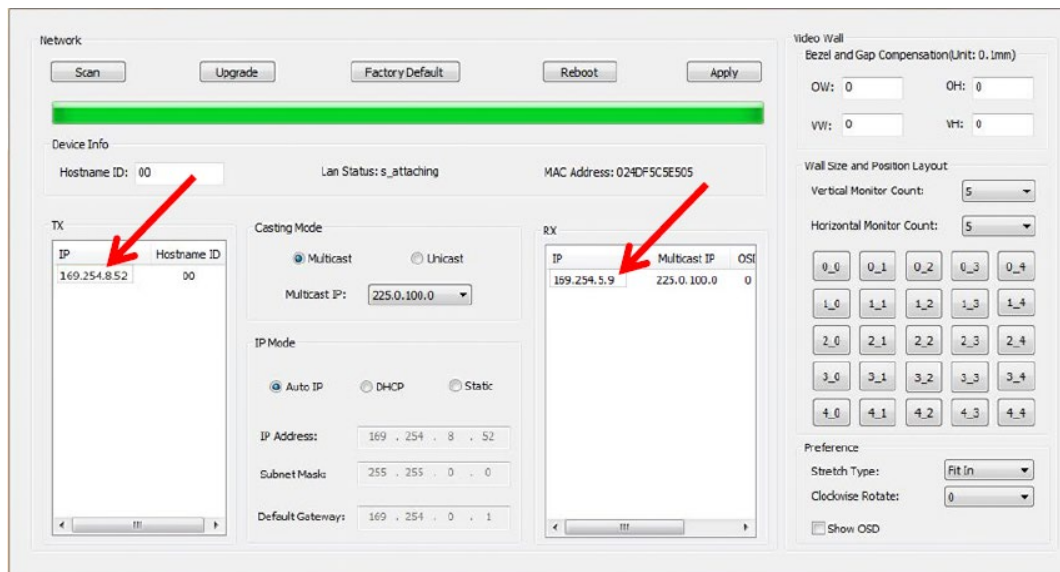 Network
Scan Upgrade Factory Default Reboot Apply
Device Info
Hostname ID: 00 Lan Status: s_attaching MAC Address: 024DF5C5E505
TX
IP Hostname ID
169.254.8.52 00
Casting Mode
Multicast Unicast
Multicast IP: 225.0.100.0
IP Mode
Auto IP DHCP Static
IP Address: 169 . 254 . 8 . 52
Subnet Mask: 255 . 255 . 0 . 0
Default Gateway: 169 . 254 . 0 . 1
RX
IP Multicast IP OSI
169.254.5.9 225.0.100.0 0
Video Wall
Bezel and Gap Compensation(Unit: 0.1mm)
OW: 0 OH: 0
VW: 0 VH: 0
Wall Size and Position Layout
Vertical Monitor Count: 5
Horizontal Monitor Count: 5
0_0 0_1 0_2 0_3 0_4
1_0 1_1 1_2 1_3 1_4
2_0 2_1 2_2 2_3 2_4
3_0 3_1 3_2 3_3 3_4
4_0 4_1 4_2 4_3 4_4
Preference
Stretch Type: Fit In
Clockwise Rotate: 0
Show OSD